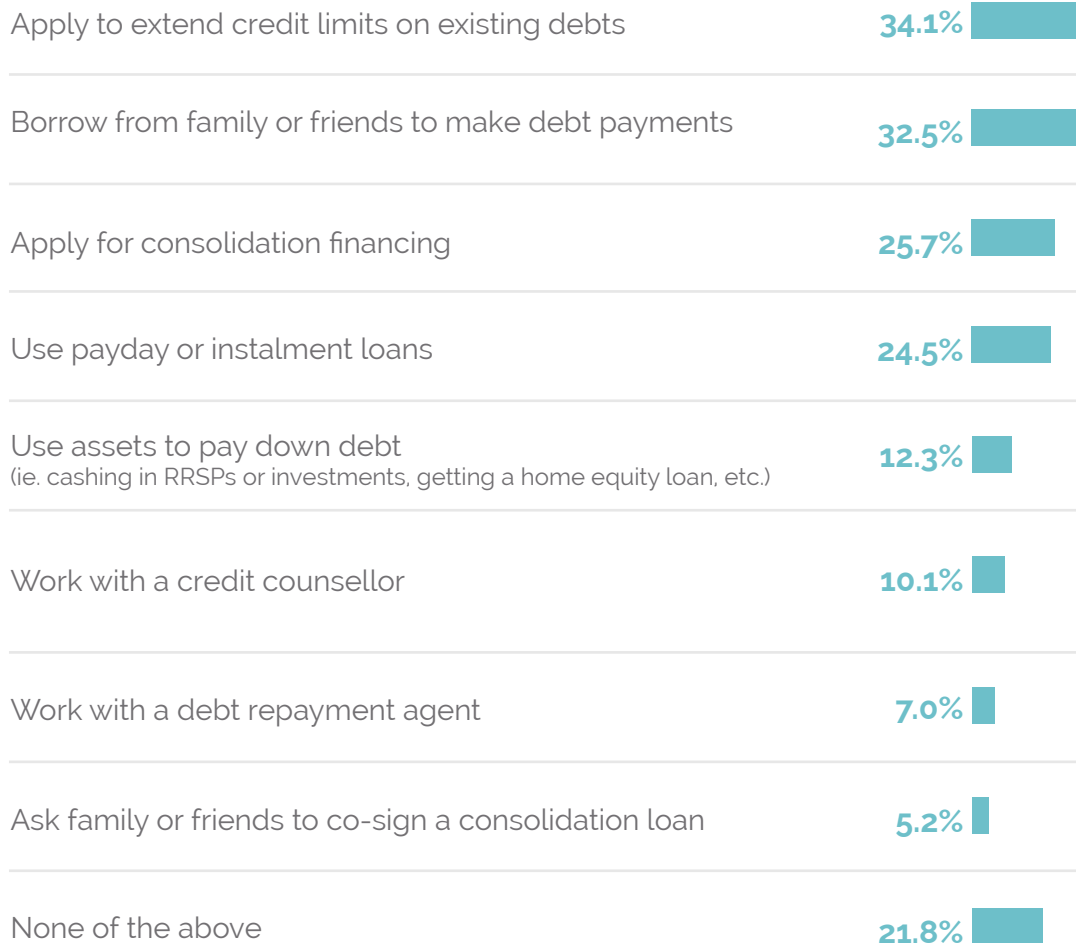 Apply to extend credit limits on existing debts 34.1%
Borrow from family or friends to make debt payments 32.5%
Apply for consolidation financing 25.7%
Use payday or instalment loans 24.5%
Use assets to pay down debt
(ie. cashing in RRSPs or investments, getting a home equity loan, etc.) 12.3%
Work with a credit counsellor 10.1%
Work with a debt repayment agent 7.0%
Ask family or friends to co-sign a consolidation loan 5.2%
None of the above 21.8%